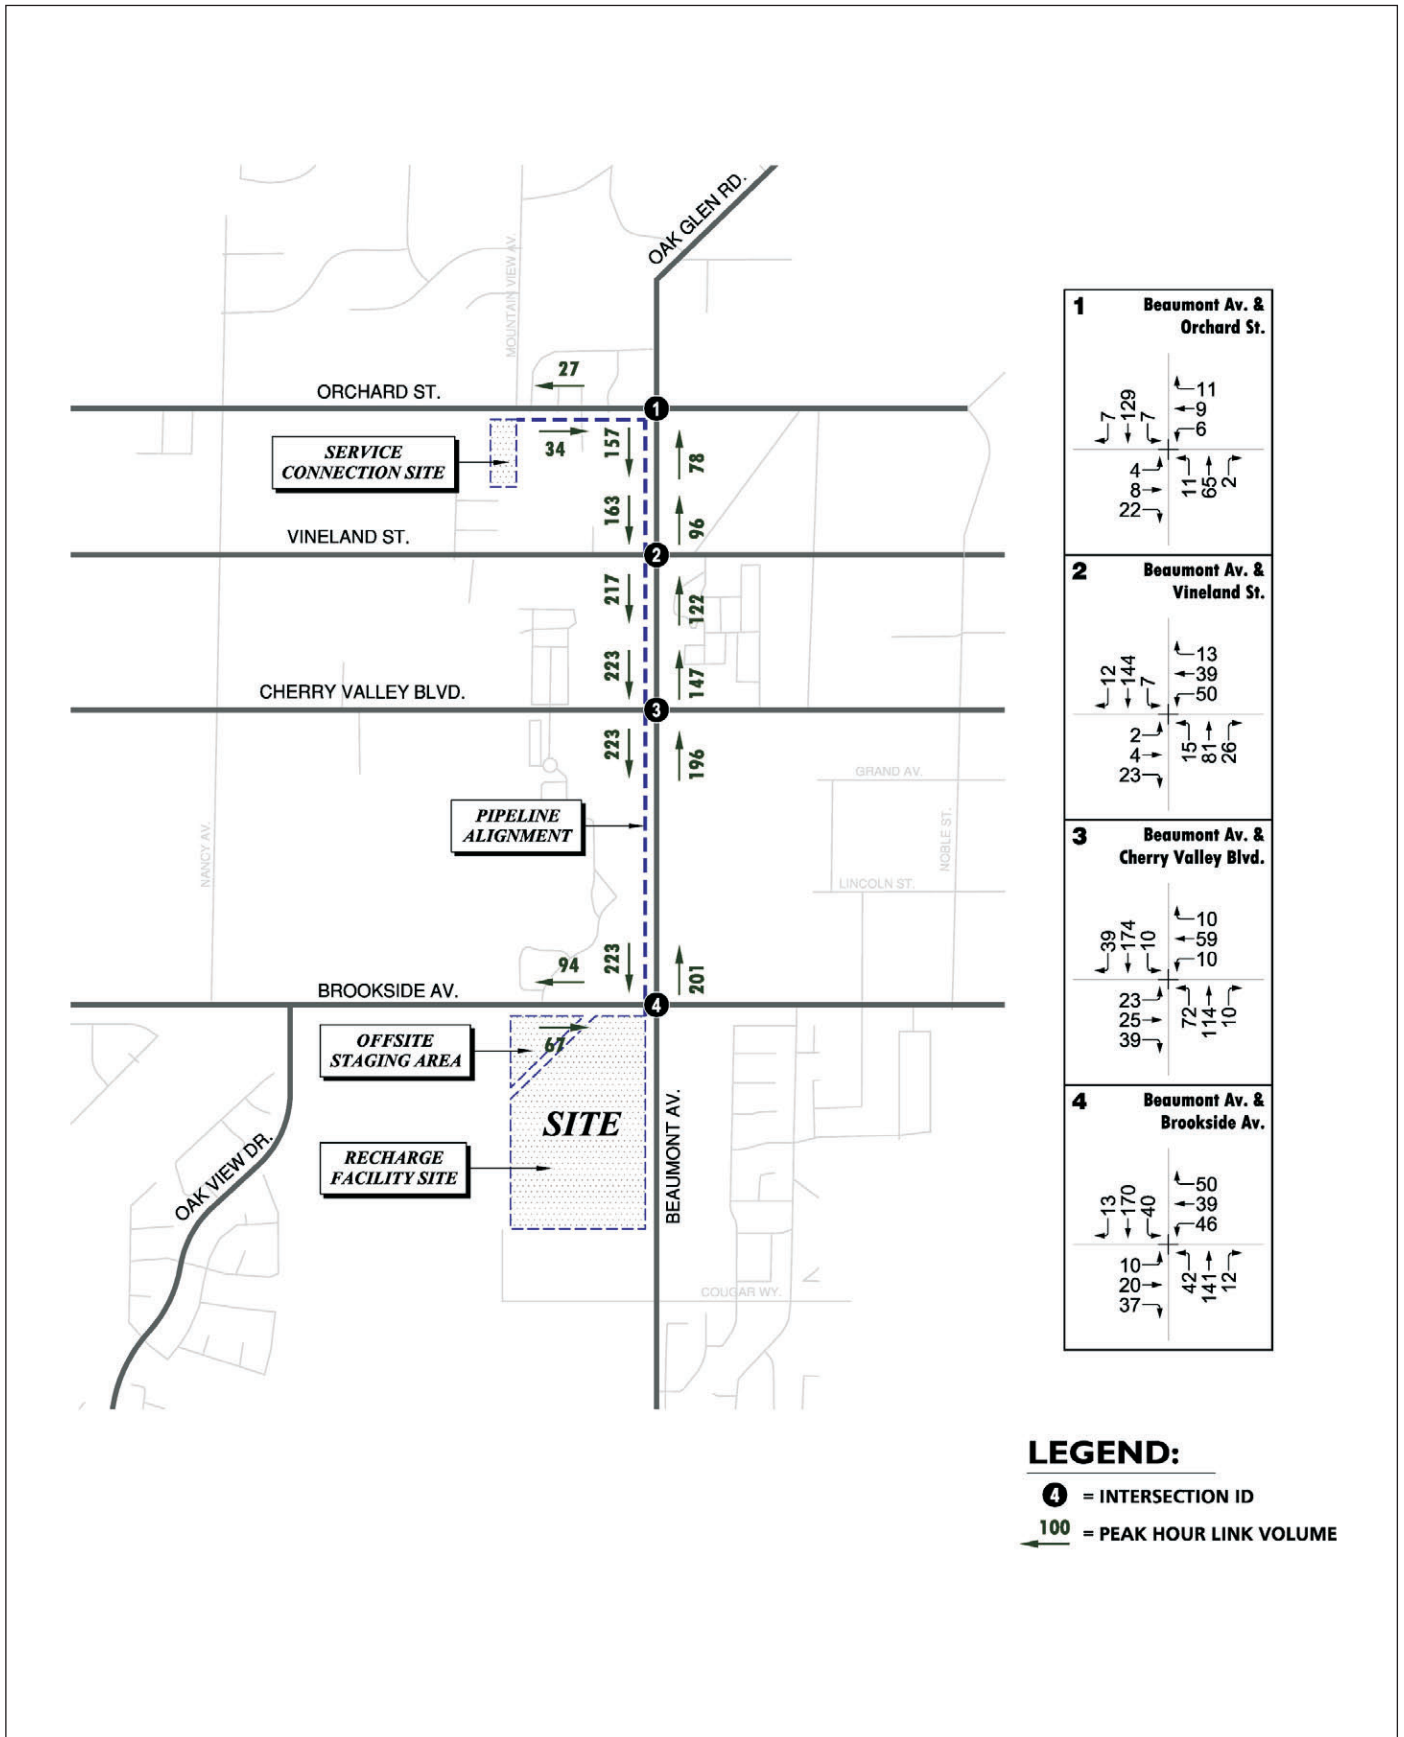 OAK GLEN RD.
MOUNTAIN VIEW AV.
27
ORCHARD ST.
1
34
157
78
SERVICE
CONNECTION SITE
163
96
VINELAND ST.
2
217
122
223
147
CHERRY VALLEY BLVD.
3
223
196
GRAND AV.
PIPELINE
ALIGNMENT
NANCY AV.
NOBLE ST.
LINCOLN ST.
94
223
201
BROOKSIDE AV.
4
OFFSITE
STAGING AREA
67
SITE
RECHARGE
FACILITY SITE
BEAUMONT AV.
OAK VIEW DR.
COUGAR WY.
1 Beaumont Av. &
Orchard St.
7 129 7
11
9
6
4
8
22
11 65 2
2 Beaumont Av. &
Vineland St.
12 144 7
13
39
50
2
4
23
15 81 26
3 Beaumont Av. &
Cherry Valley Blvd.
39 174 10
10
59
10
23
25
39
72 114 10
4 Beaumont Av. &
Brookside Av.
13 170 40
50
39
46
10
20
37
42 141 12
LEGEND:
4 = INTERSECTION ID
100 = PEAK HOUR LINK VOLUME